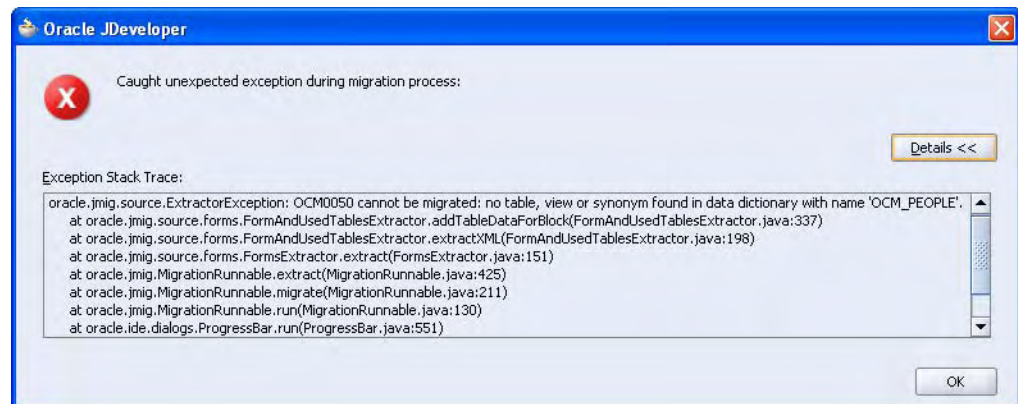 Oracle JDeveloper
Caught unexpected exception during migration process:
Details <<
Exception Stack Trace:
oracle.jmig.source.ExtractorException: OCM0050 cannot be migrated: no table, view or synonym found in data dictionary with name 'OCM_PEOPLE'.
at oracle.jmig.source.forms.FormAndUsedTablesExtractor.addTableDataForBlock(FormAndUsedTablesExtractor.java:337)
at oracle.jmig.source.forms.FormAndUsedTablesExtractor.extractXML(FormAndUsedTablesExtractor.java:198)
at oracle.jmig.source.forms.FormsExtractor.extract(FormsExtractor.java:151)
at oracle.jmig.MigrationRunnable.extract(MigrationRunnable.java:425)
at oracle.jmig.MigrationRunnable.migrate(MigrationRunnable.java:211)
at oracle.jmig.MigrationRunnable.run(MigrationRunnable.java:130)
at oracle.ide.dialogs.ProgressBar.run(ProgressBar.java:551)
OK